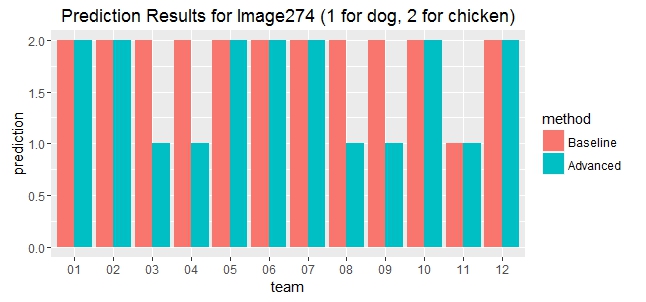 Prediction Results for Image274 (1 for dog, 2 for chicken)
2.0
1.5
1.0
0.5
0.0
prediction
01 02 03 04 05 06 07 08 09 10 11 12
team
method
Baseline
Advanced